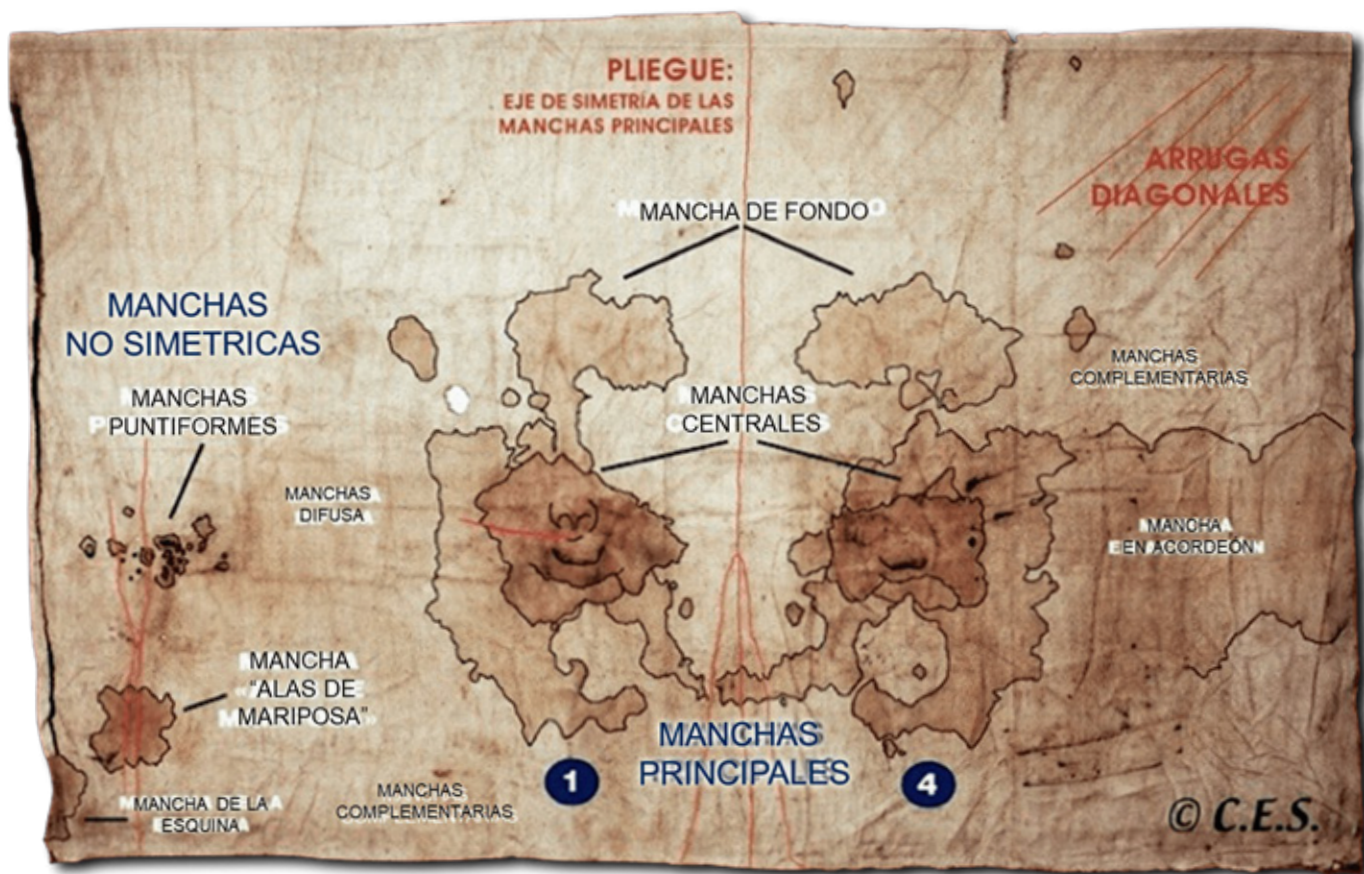 PLIEGUE:
EJE DE SIMETRÍA DE LAS
MANCHAS PRINCIPALES
ARRUGAS
DIAGONALES
MANCHA DE FONDO
MANCHAS
NO SIMETRICAS
MANCHAS
COMPLEMENTARIAS
MANCHAS
PUNTIFORMES
MANCHAS
CENTRALES
MANCHAS
DIFUSA
MANCHA
EN ACORDEÓN
MANCHA
"ALAS DE
MARIPOSA"
MANCHAS
PRINCIPALES
1
4
MANCHA DE LA
ESQUINA
MANCHAS
COMPLEMENTARIAS
© C.E.S.